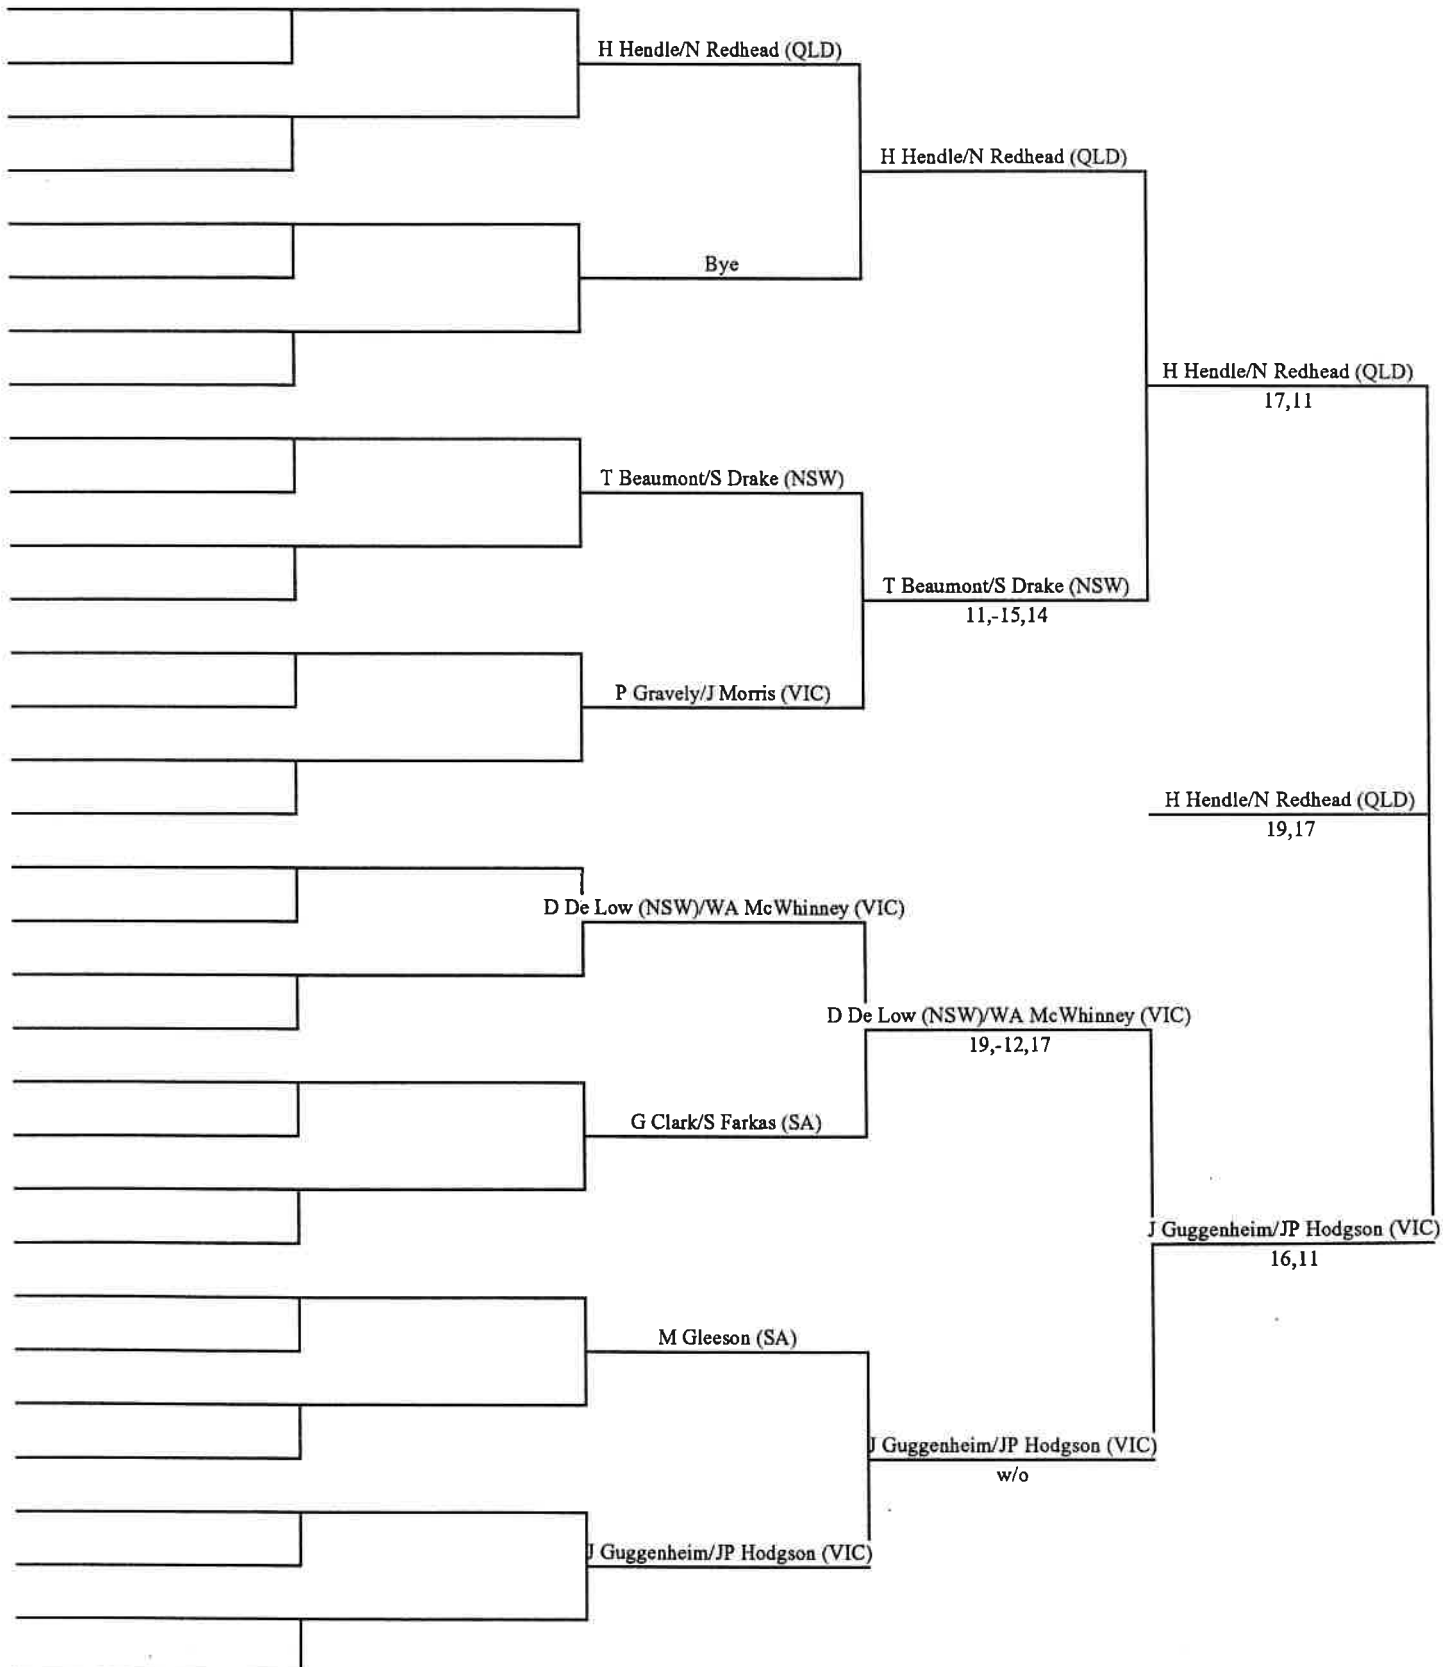 H Hendle/N Redhead (QLD)
H Hendle/N Redhead (QLD)
Bye
H Hendle/N Redhead (QLD)
17,11
T Beaumont/S Drake (NSW)
T Beaumont/S Drake (NSW)
11,-15,14
P Gravely/J Morris (VIC)
H Hendle/N Redhead (QLD)
19,17
D De Low (NSW)/WA McWhinney (VIC)
D De Low (NSW)/WA McWhinney (VIC)
19,-12,17
G Clark/S Farkas (SA)
J Guggenheim/JP Hodgson (VIC)
16,11
M Gleeson (SA)
J Guggenheim/JP Hodgson (VIC)
w/o
J Guggenheim/JP Hodgson (VIC)